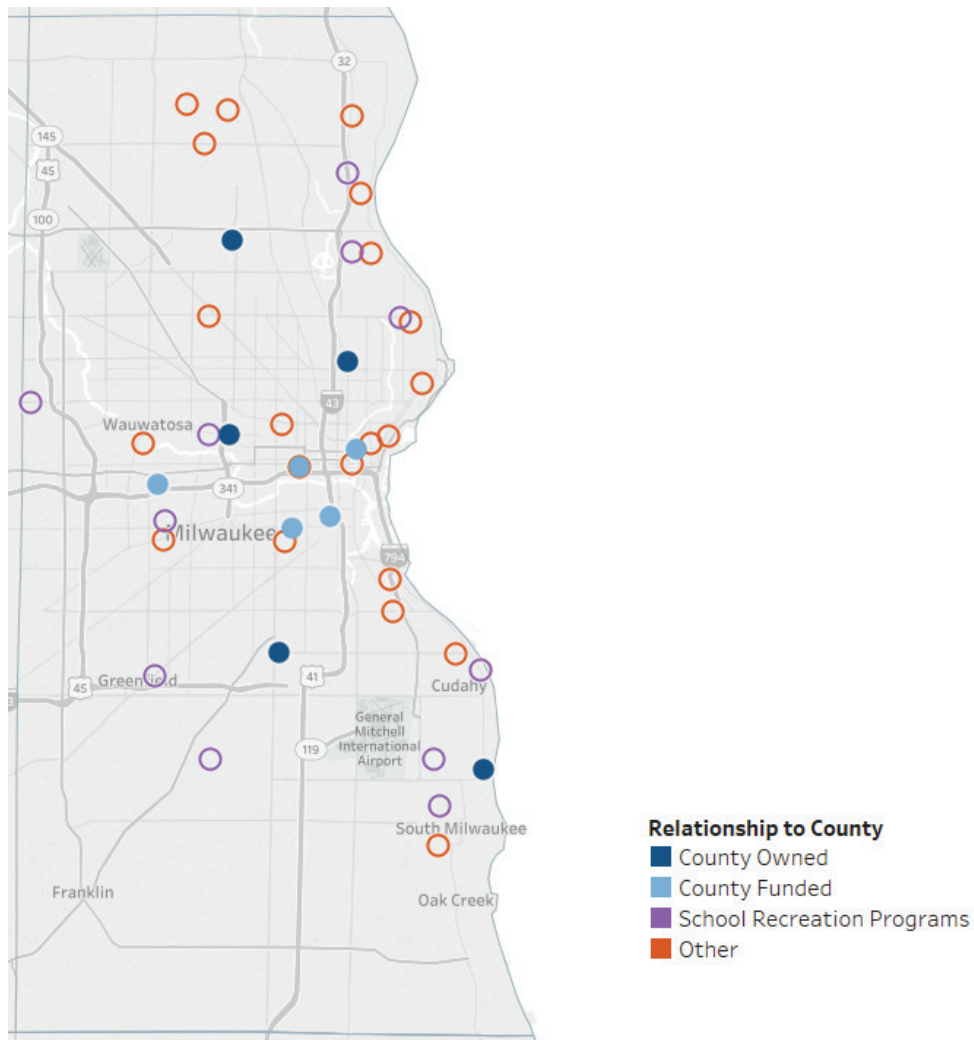 32
145
45
100
43
Wauwatosa
341
Milwaukee
794
Greenfield
45
41
Cudahy
General
Mitchell
International
Airport
119
South Milwaukee
Franklin
Oak Creek
Relationship to County
County Owned
County Funded
School Recreation Programs
Other